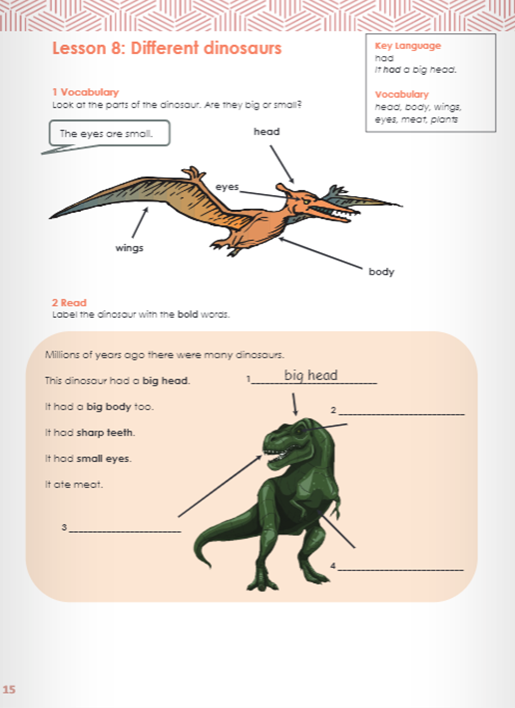 Lesson 8: Different dinosaurs
Key Language
had
It had a big head.
Vocabulary
head, body, wings,
eyes, meat, plants
1 Vocabulary
Look at the parts of the dinosaur. Are they big or small?
The eyes are small.
head
eyes
wings
body
2 Read
Label the dinosaur with the bold words.
Millions of years ago there were many dinosaurs.
This dinosaur had a big head.
It had a big body too.
It had sharp teeth.
It had small eyes.
It ate meat.
1 big head
2
3
4
15